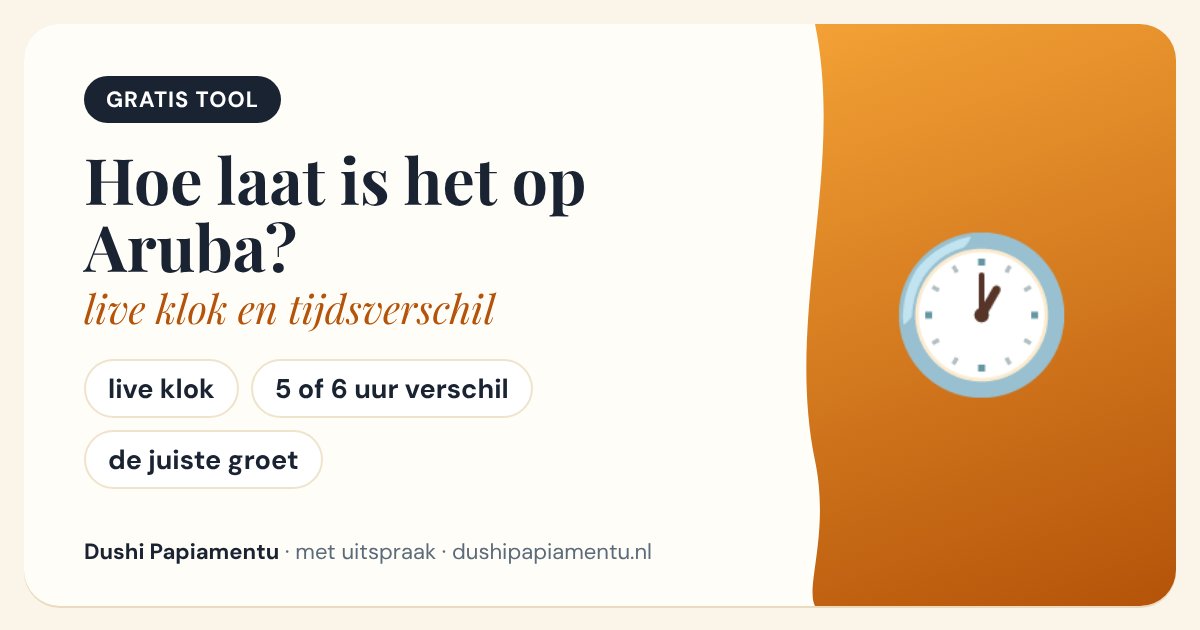 GRATIS TOOL
Hoe laat is het op
Aruba?
live klok en tijdsverschil
live klok
5 of 6 uur verschil
de juiste groet
Dushi Papiamentu · met uitspraak · dushipapiamentu.nl